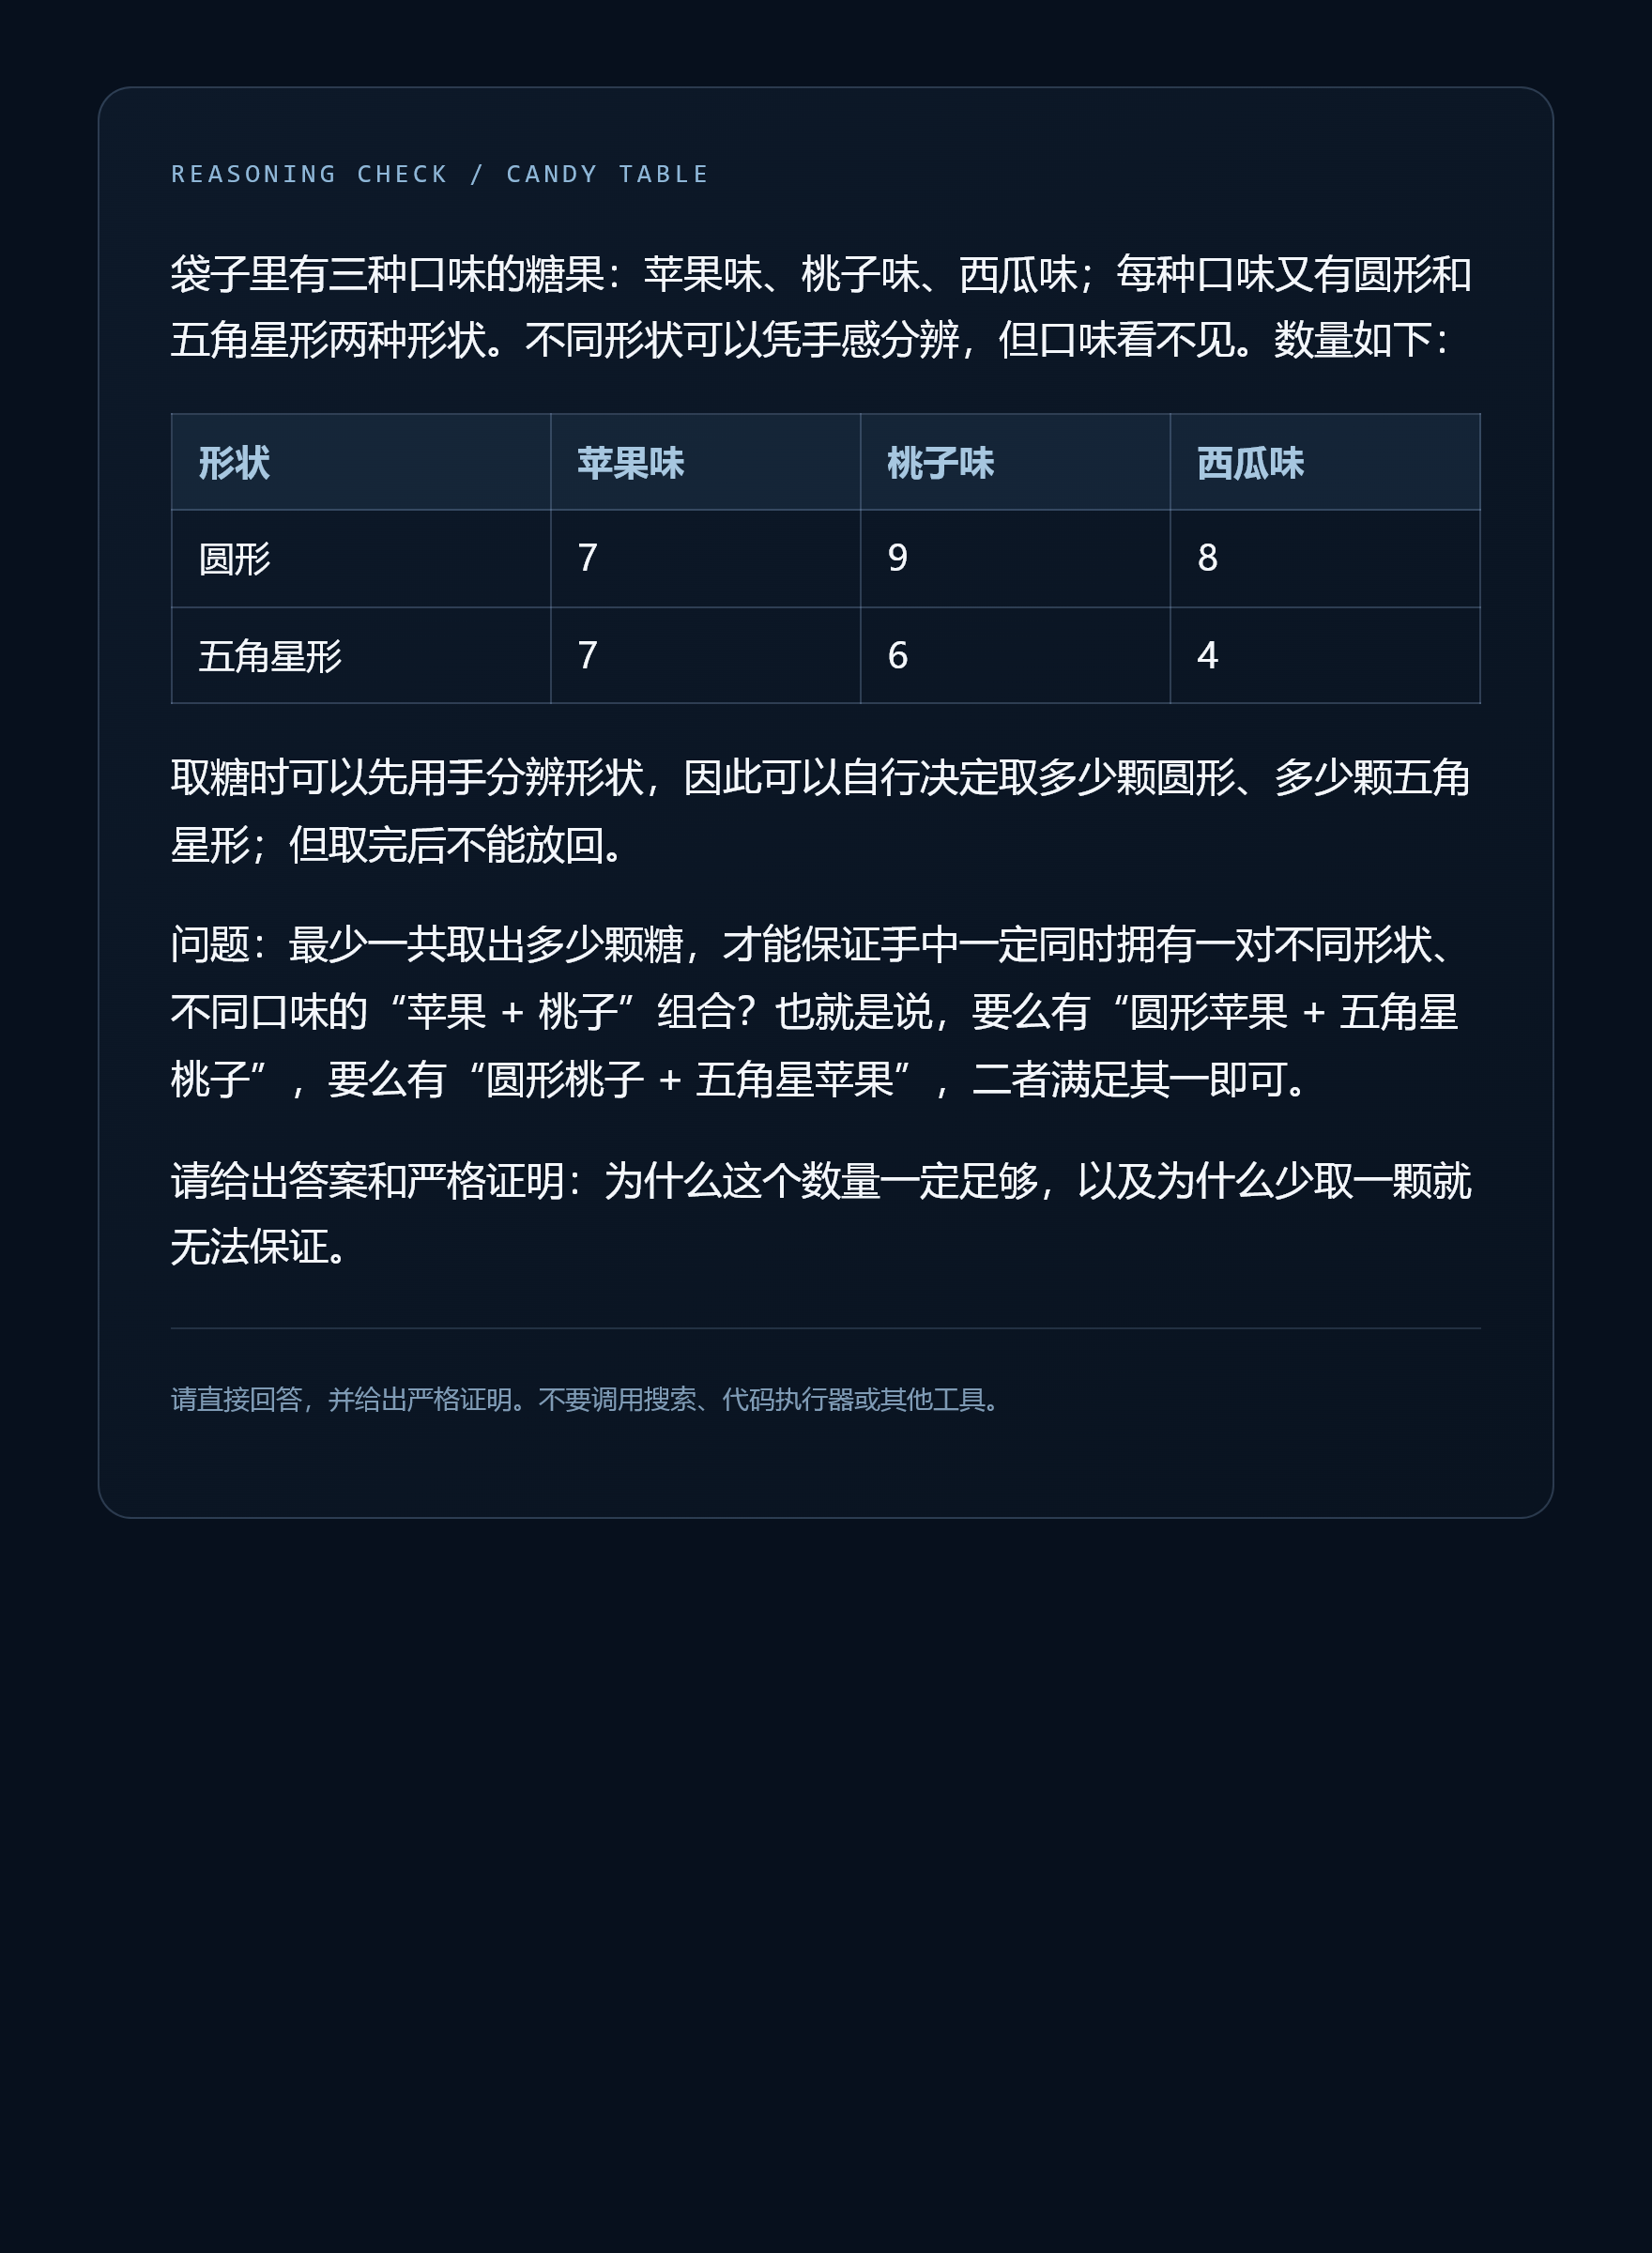 REASONING CHECK / CANDY TABLE
袋子里有三种口味的糖果：苹果味、桃子味、西瓜味；每种口味又有圆形和
五角星形两种形状。不同形状可以凭手感分辨，但口味看不见。数量如下：
形状 苹果味 桃子味 西瓜味
圆形 7 9 8
五角星形 7 6 4
取糖时可以先用手分辨形状，因此可以自行决定取多少颗圆形、多少颗五角
星形；但取完后不能放回。
问题：最少一共取出多少颗糖，才能保证手中一定同时拥有一对不同形状、
不同口味的“苹果 + 桃子”组合？也就是说，要么有“圆形苹果 + 五角星
桃子”，要么有“圆形桃子 + 五角星苹果”，二者满足其一即可。
请给出答案和严格证明：为什么这个数量一定足够，以及为什么少取一颗就
无法保证。
请直接回答，并给出严格证明。不要调用搜索、代码执行器或其他工具。